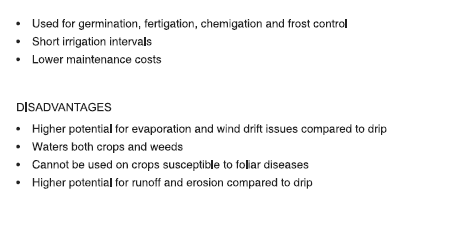 • Used for germination, fertigation, chemigation and frost control
• Short irrigation intervals
• Lower maintenance costs
DISADVANTAGES
• Higher potential for evaporation and wind drift issues compared to drip
• Waters both crops and weeds
• Cannot be used on crops susceptible to foliar diseases
• Higher potential for runoff and erosion compared to drip